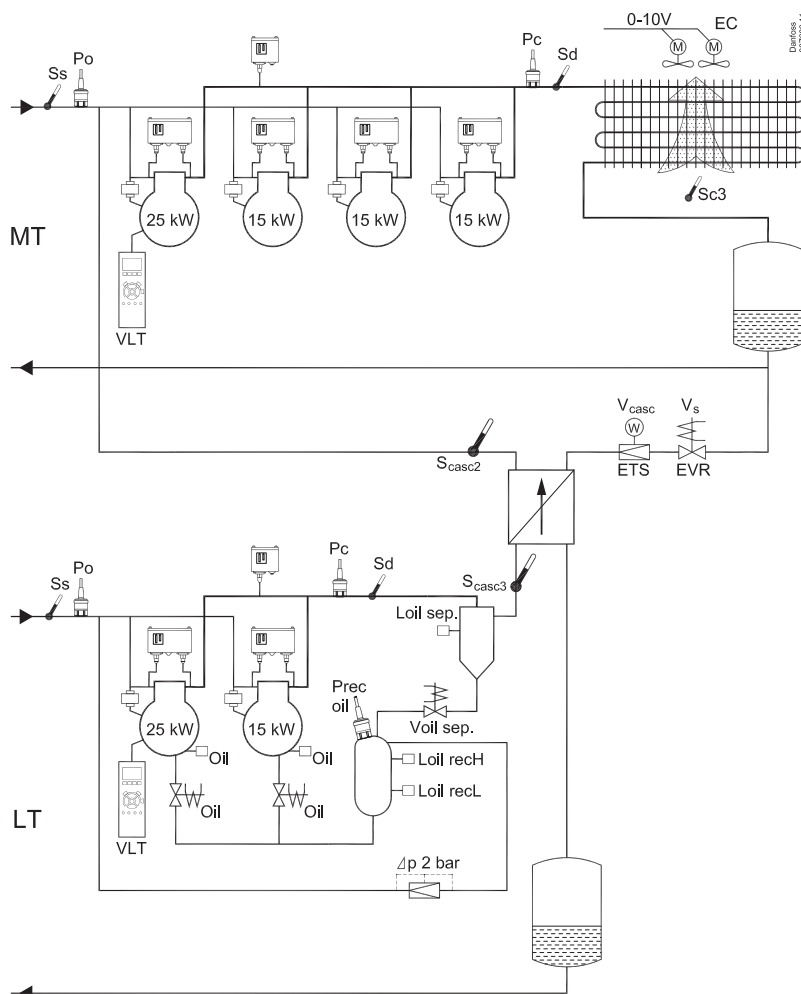 0-10V EC
Danfoss
Po
Ss
Pc
Sd
M M
Sc3
25 kW 15 kW 15 kW 15 kW
MT
VLT
Vcasc Vs
W
Scasc2
ETS EVR
Po
Ss
Pc
Sd
Scasc3
Loil sep.
Prec
oil
Voil sep.
25 kW 15 kW
Oil Oil
Loil recH
Loil recL
Oil Oil
LT
VLT
Δp 2 bar